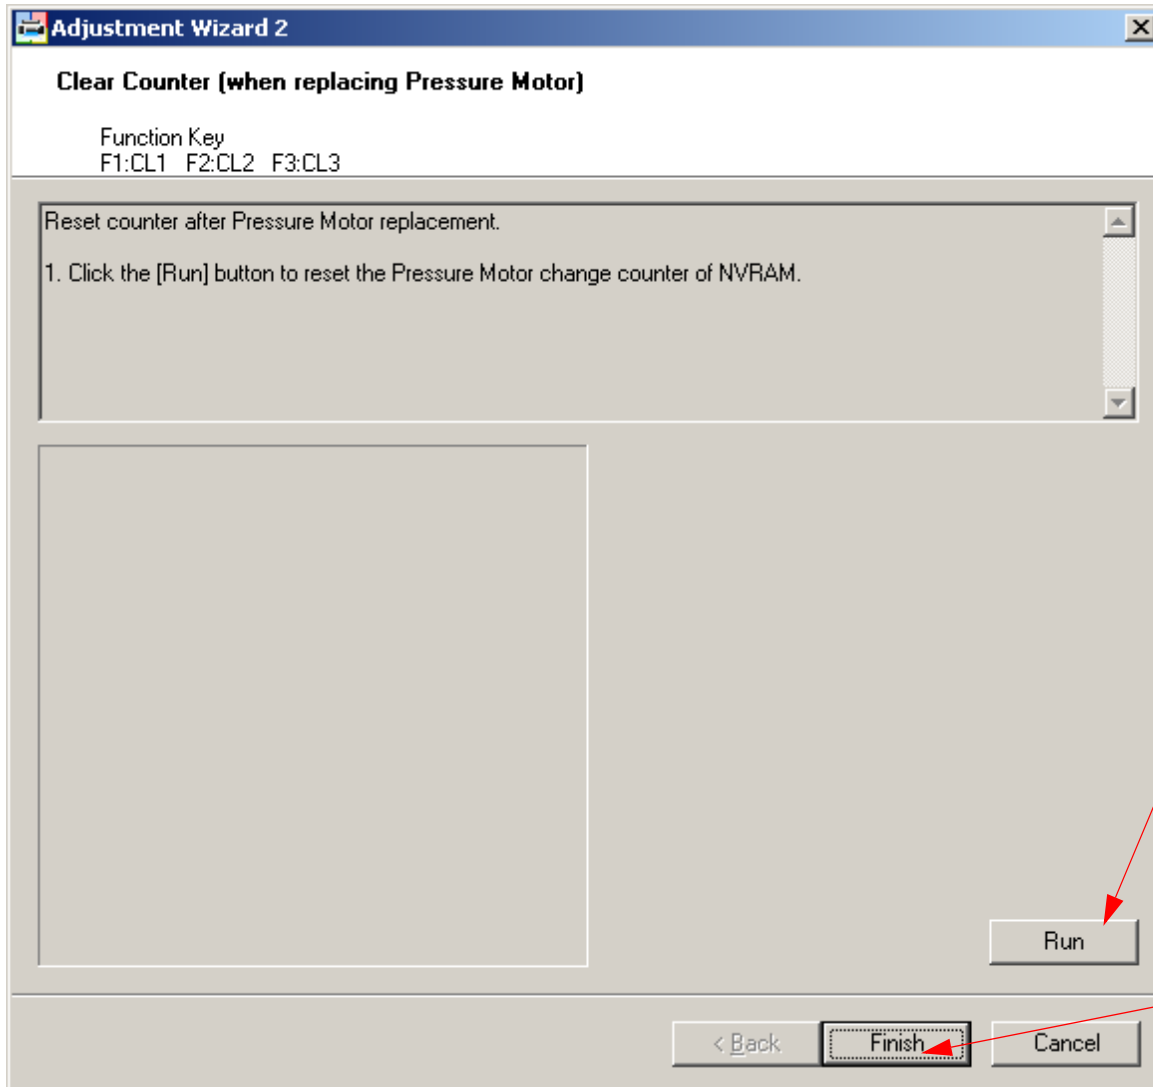 Adjustment Wizard 2
Clear Counter (when replacing Pressure Motor)
Function Key
F1:CL1 F2:CL2 F3:CL3
Reset counter after Pressure Motor replacement.
1. Click the [Run] button to reset the Pressure Motor change counter of NVRAM.
Run
< Back Finish Cancel